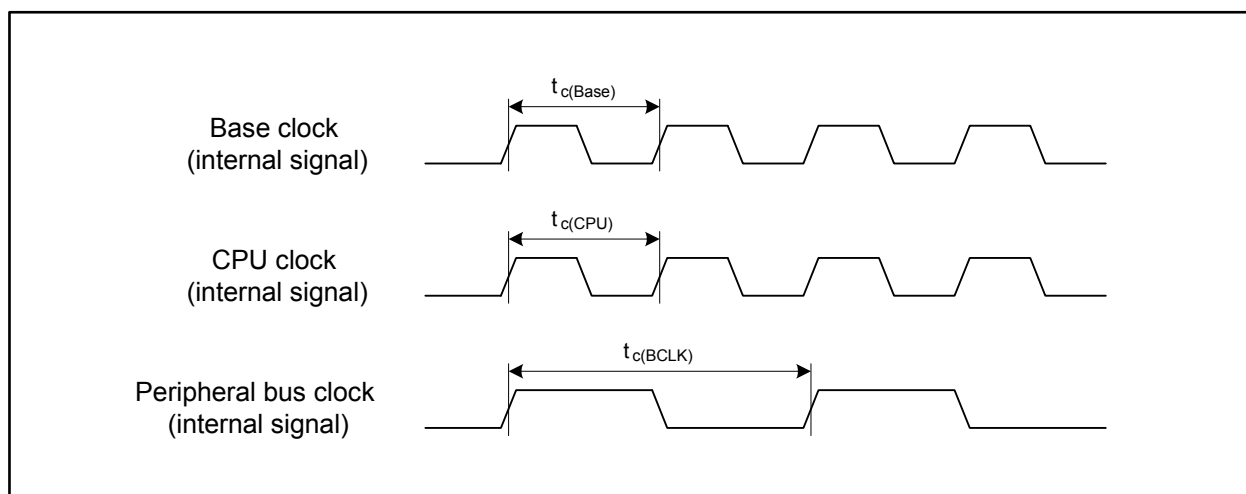 t c(Base)
Base clock
(internal signal)
t c(CPU)
CPU clock
(internal signal)
t c(BCLK)
Peripheral bus clock
(internal signal)